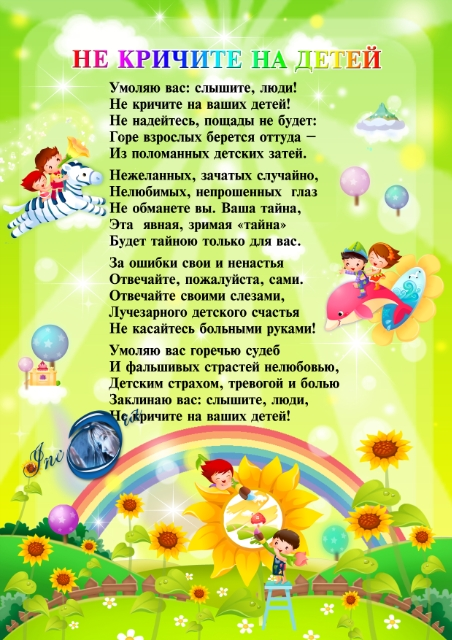 НЕ КРИЧИТЕ НА ДЕТЕЙ
Умоляю вас: слышите, люди!
Не кричите на ваших детей!
Не надейтесь, пощады не будет:
Горе взрослых берется оттуда –
Из поломанных детских затей.
Нежеланных, зачатых случайно,
Нелюбимых, непрошенных глаз
Не обманете вы. Ваша тайна,
Эта явная, зримая «тайна»
Будет тайною только для вас.
За ошибки свои и ненастья
Отвечайте, пожалуйста, сами.
Отвечайте своими слезами,
Лучезарного детского счастья
Не касайтесь больными руками!
Умоляю вас горечью судеб
И фальшивых страстей нелюбовью,
Детским страхом, тревогой и болью
Заклинаю вас: слышите, люди,
Не кричите на ваших детей!